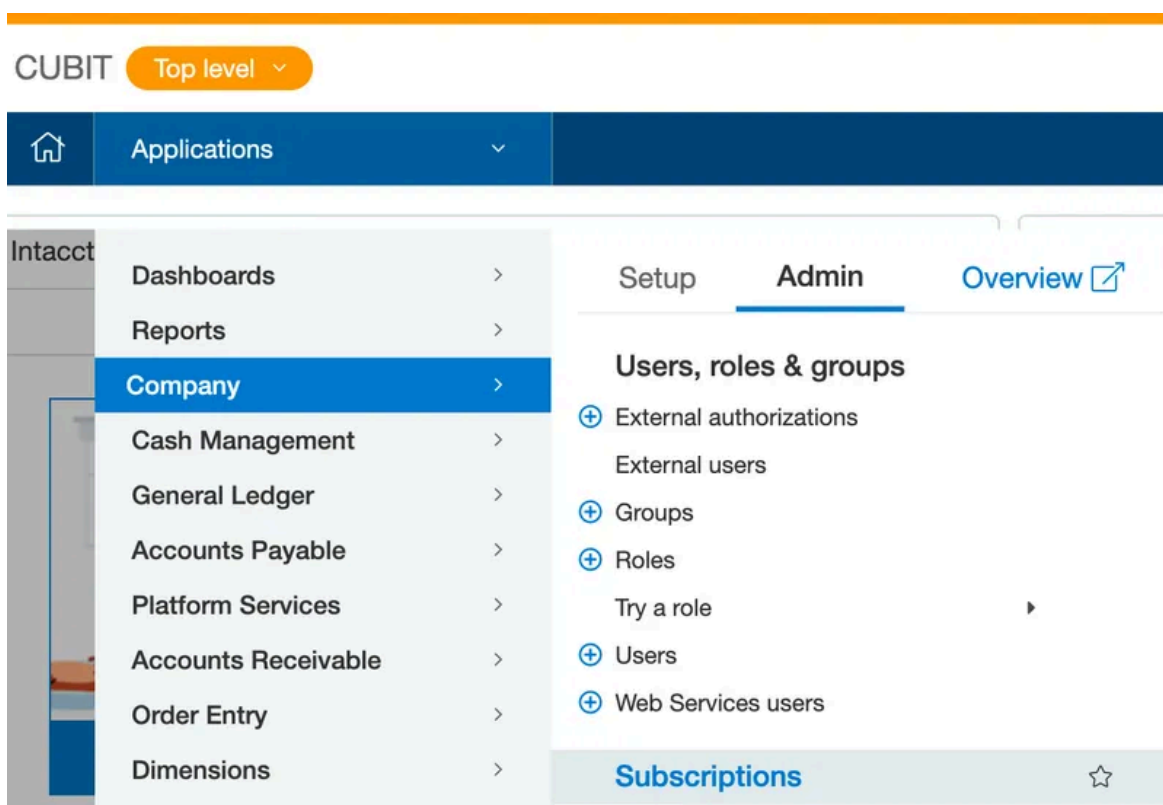 CUBIT Top level
Applications
Intacct
Dashboards
Reports
Company
Cash Management
General Ledger
Accounts Payable
Platform Services
Accounts Receivable
Order Entry
Dimensions
Setup Admin Overview
Users, roles & groups
External authorizations
External users
Groups
Roles
Try a role
Users
Web Services users
Subscriptions